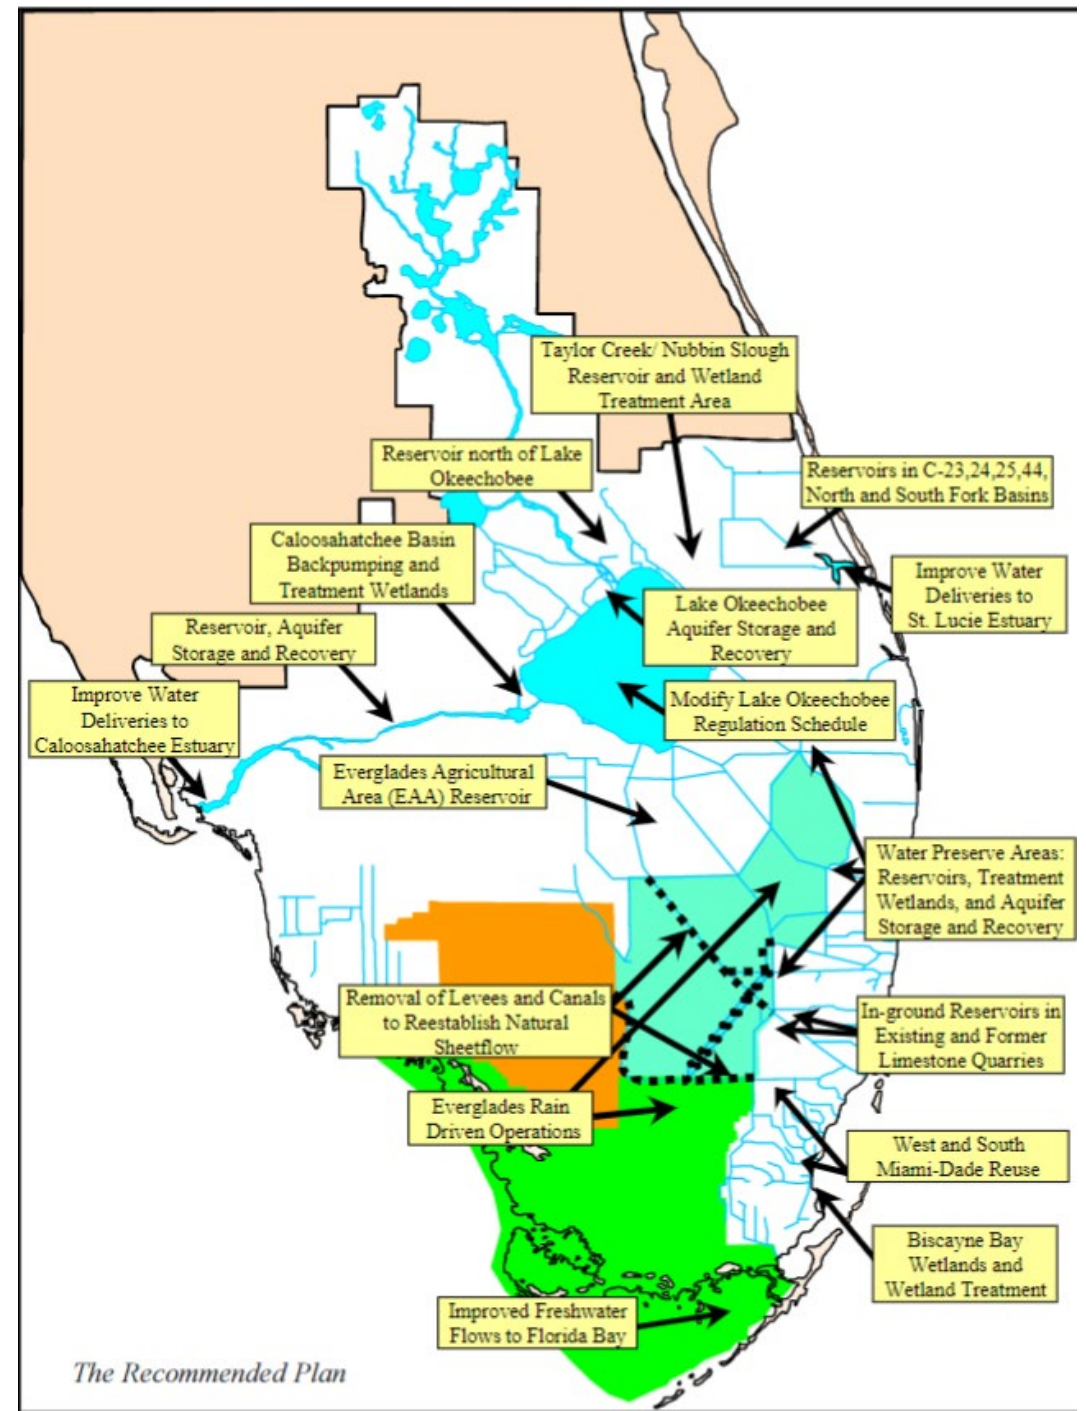 Taylor Creek/ Nubbin Slough
Reservoir and Wetland
Treatment Area
Reservoir north of Lake
Okeechobee
Reservoirs in C-23,24,25,44,
North and South Fork Basins
Caloosahatchee Basin
Backpumping and
Treatment Wetlands
Improve Water
Deliveries to
St. Lucie Estuary
Lake Okeechobee
Aquifer Storage and
Recovery
Reservoir, Aquifer
Storage and Recovery
Improve Water
Deliveries to
Caloosahatchee Estuary
Modify Lake Okeechobee
Regulation Schedule
Everglades Agricultural
Area (EAA) Reservoir
Water Preserve Areas:
Reservoirs, Treatment
Wetlands, and Aquifer
Storage and Recovery
Removal of Levees and Canals
to Reestablish Natural
Sheetflow
In-ground Reservoirs in
Existing and Former
Limestone Quarries
Everglades Rain
Driven Operations
West and South
Miami-Dade Reuse
Biscayne Bay
Wetlands and
Wetland Treatment
Improved Freshwater
Flows to Florida Bay
The Recommended Plan